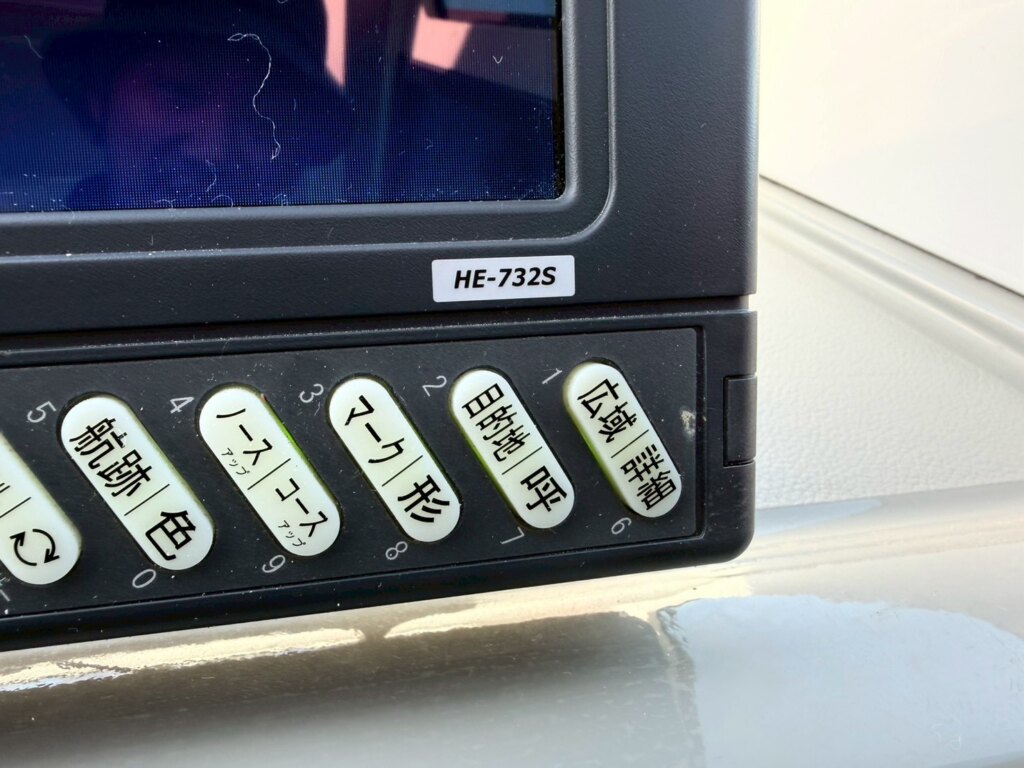 HE-732S
5
航跡 | 色
0
4
ノース
アップ
コース
アップ
9
3
マーク | 形
8
2
目的地 | 呼
7
1
広域 | 詳細
6